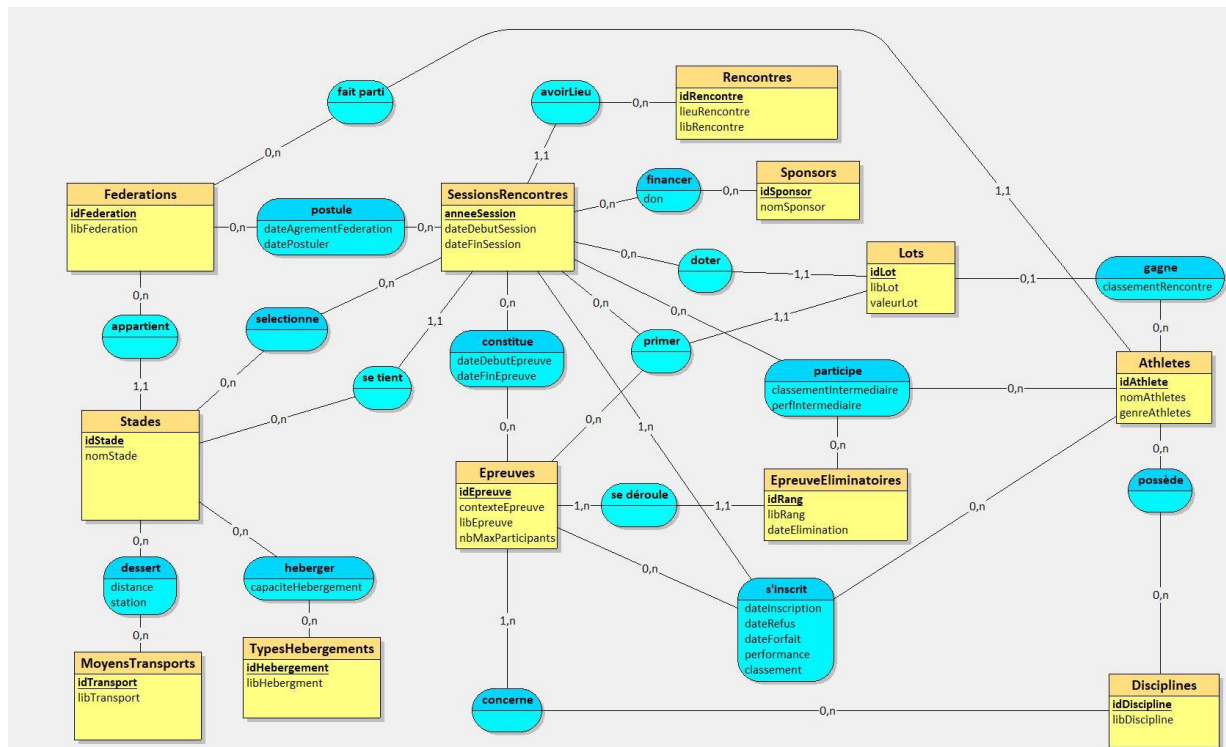 Rencontres
idRencontre
lieuRencontre
libRencontre
fait parti
avoirLieu
0,n
0,n
1,1
1,1
Federations
idFederation
libFederation
postule
dateAgrementFederation
datePostuler
0,n
0,n
SessionsRencontres
anneeSession
dateDebutSession
dateFinSession
financer
don
0,n
0,n
Sponsors
idSponsor
nomSponsor
doter
0,n
1,1
Lots
idLot
libLot
valeurLot
0,1
gagne
classementRencontre
0,n
0,n
appartient
1,1
0,n
selectionne
0,n
1,1
se tient
0,n
0,n
constitue
dateDebutEpreuve
dateFinEpreuve
0,n
0,n
primer
1,1
0,n
0,n
participe
classementIntermediaire
perfIntermediaire
0,n
0,n
Athletes
idAthlete
nomAthletes
genreAthletes
Stades
idStade
nomStade
Epreuves
idEpreuve
contexteEpreuve
libEpreuve
nbMaxParticipants
1,n
se déroule
1,1
1,n
EpreuveEliminatoires
idRang
libRang
dateElimination
0,n
possède
0,n
0,n
dessert
distance
station
0,n
0,n
heberger
capaciteHebergement
0,n
0,n
s'inscrit
dateInscription
dateRefus
dateForfait
performance
classement
0,n
MoyensTransports
idTransport
libTransport
TypesHebergements
idHebergement
libHebergment
1,n
concerne
0,n
Disciplines
idDiscipline
libDiscipline